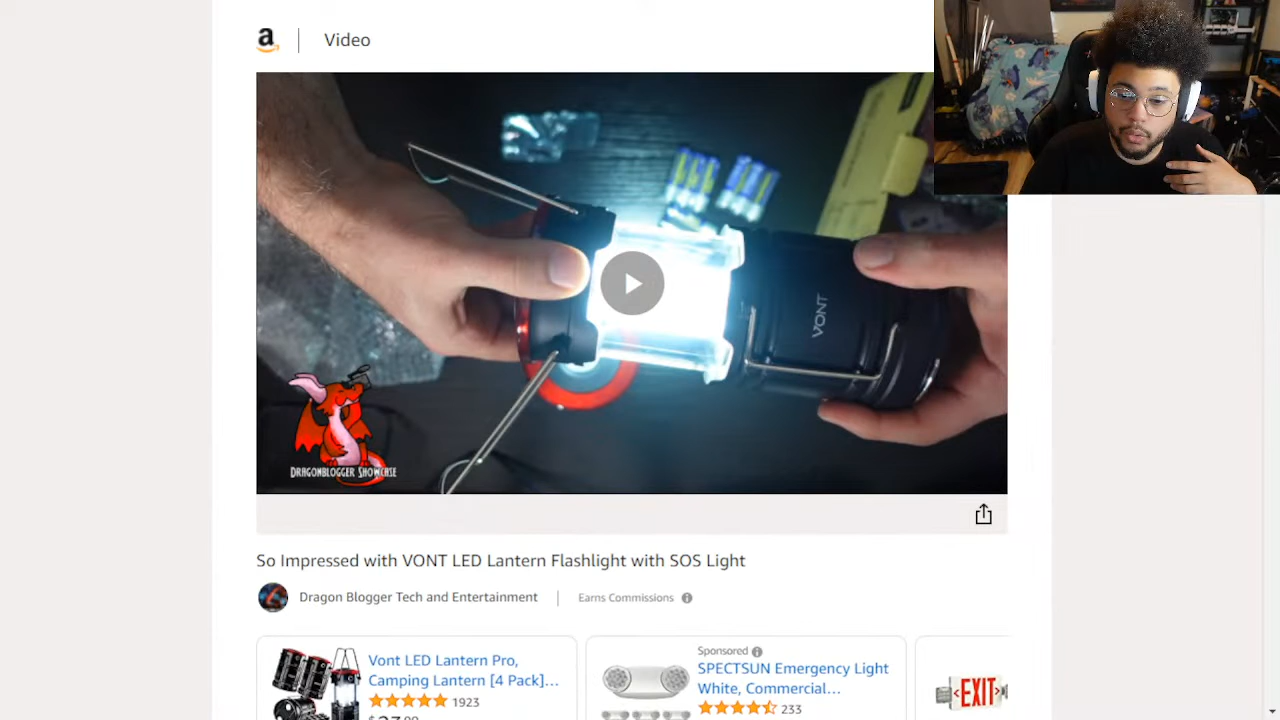 a
Video
VONT
DRAGONBLOGGER SHOWCASE
So Impressed with VONT LED Lantern Flashlight with SOS Light
Dragon Blogger Tech and Entertainment
Earns Commissions
Vont LED Lantern Pro,
Camping Lantern [4 Pack]...
1923
Sponsored
SPECTSUN Emergency Light
White, Commercial...
233
EXIT